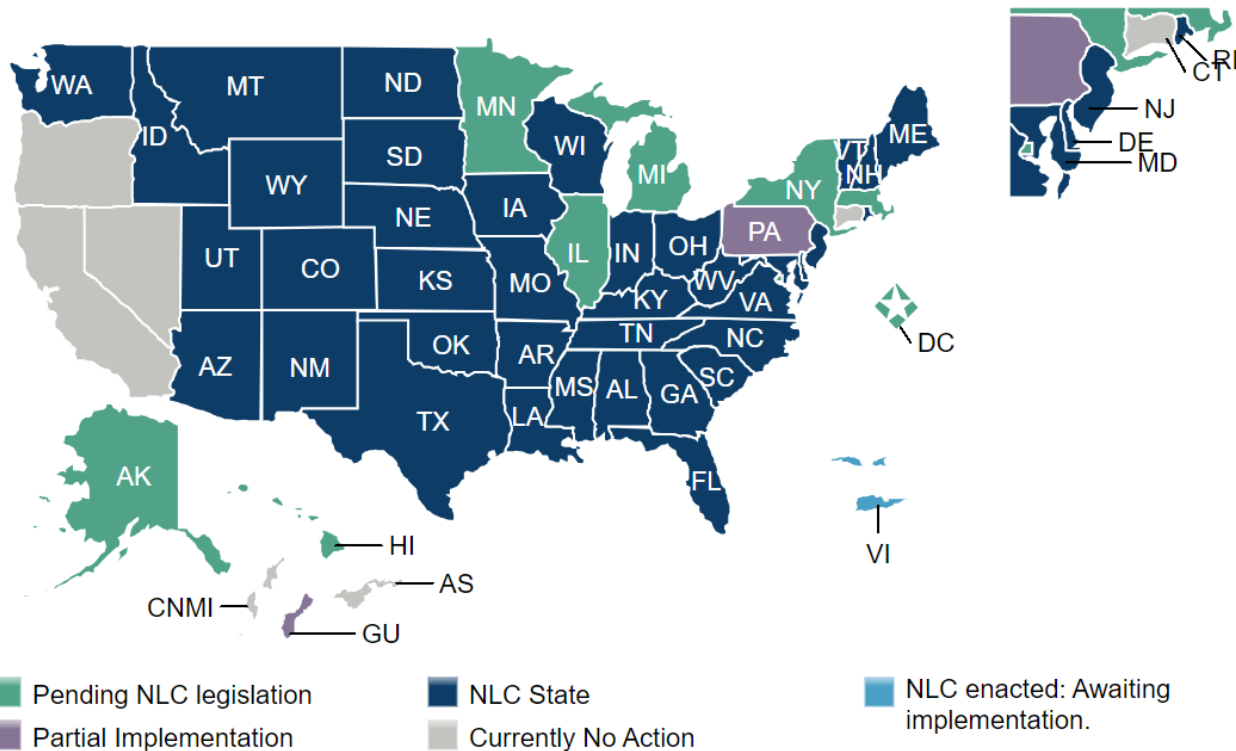 WA
MT
ND
MN
ID
SD
WI
MI
WY
NE
IA
NY
VT
NH
ME
CT
RI
NJ
DE
MD
UT
CO
KS
MO
IL
IN
OH
PA
WV
KY
VA
AZ
NM
OK
AR
TN
NC
SC
TX
LA
MS
AL
GA
FL
DC
AK
HI
AS
CNMI
GU
VI
Pending NLC legislation
NLC State
NLC enacted: Awaiting
implementation.
Partial Implementation
Currently No Action